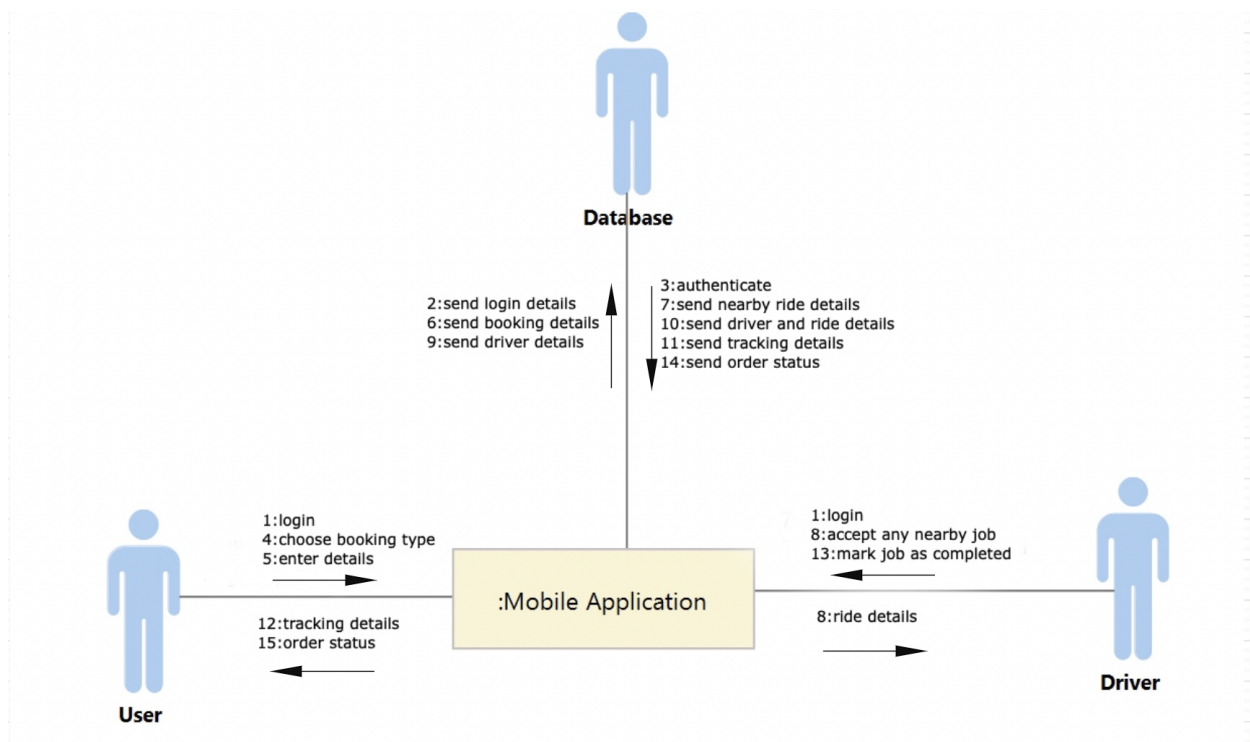 Database
2:send login details
6:send booking details
9:send driver details
3:authenticate
7:send nearby ride details
10:send driver and ride details
11:send tracking details
14:send order status
1:login
4:choose booking type
5:enter details
12:tracking details
15:order status
User
:Mobile Application
1:login
8:accept any nearby job
13:mark job as completed
8:ride details
Driver